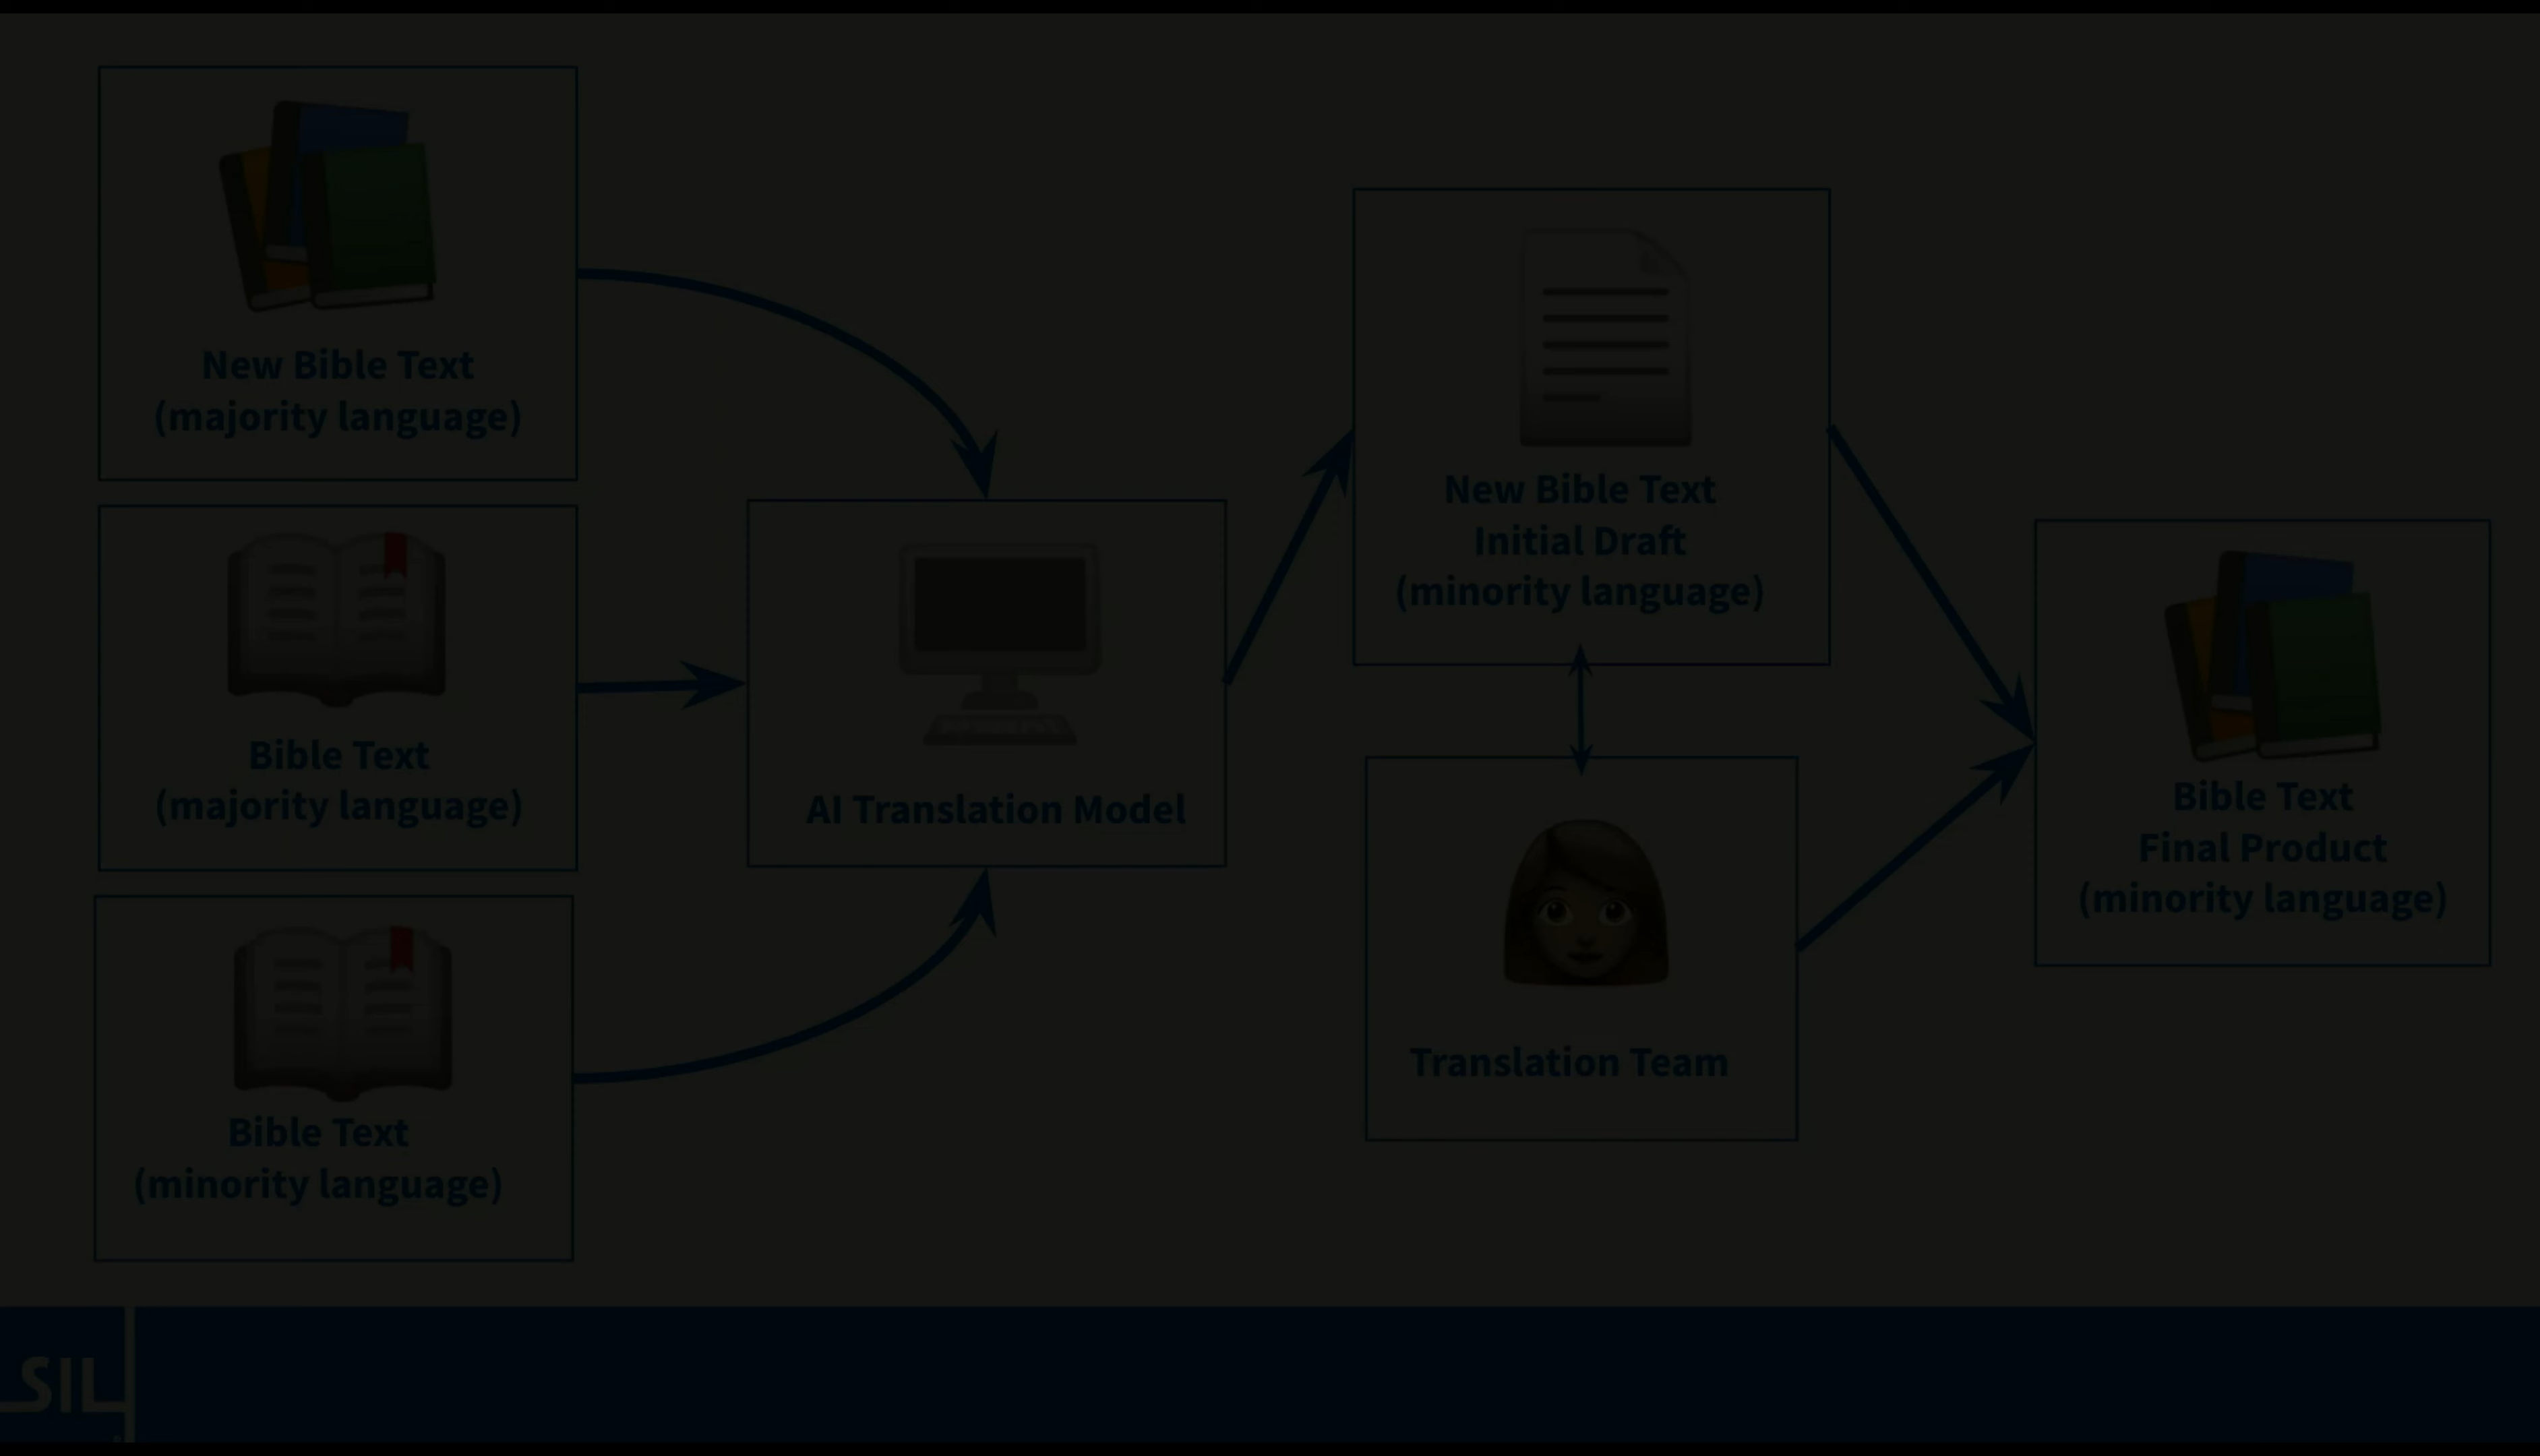 New Bible Text
(majority language)
Bible Text
(majority language)
Bible Text
(minority language)
AI Translation Model
New Bible Text
Initial Draft
(minority language)
Translation Team
Bible Text
Final Product
(minority language)
SIL